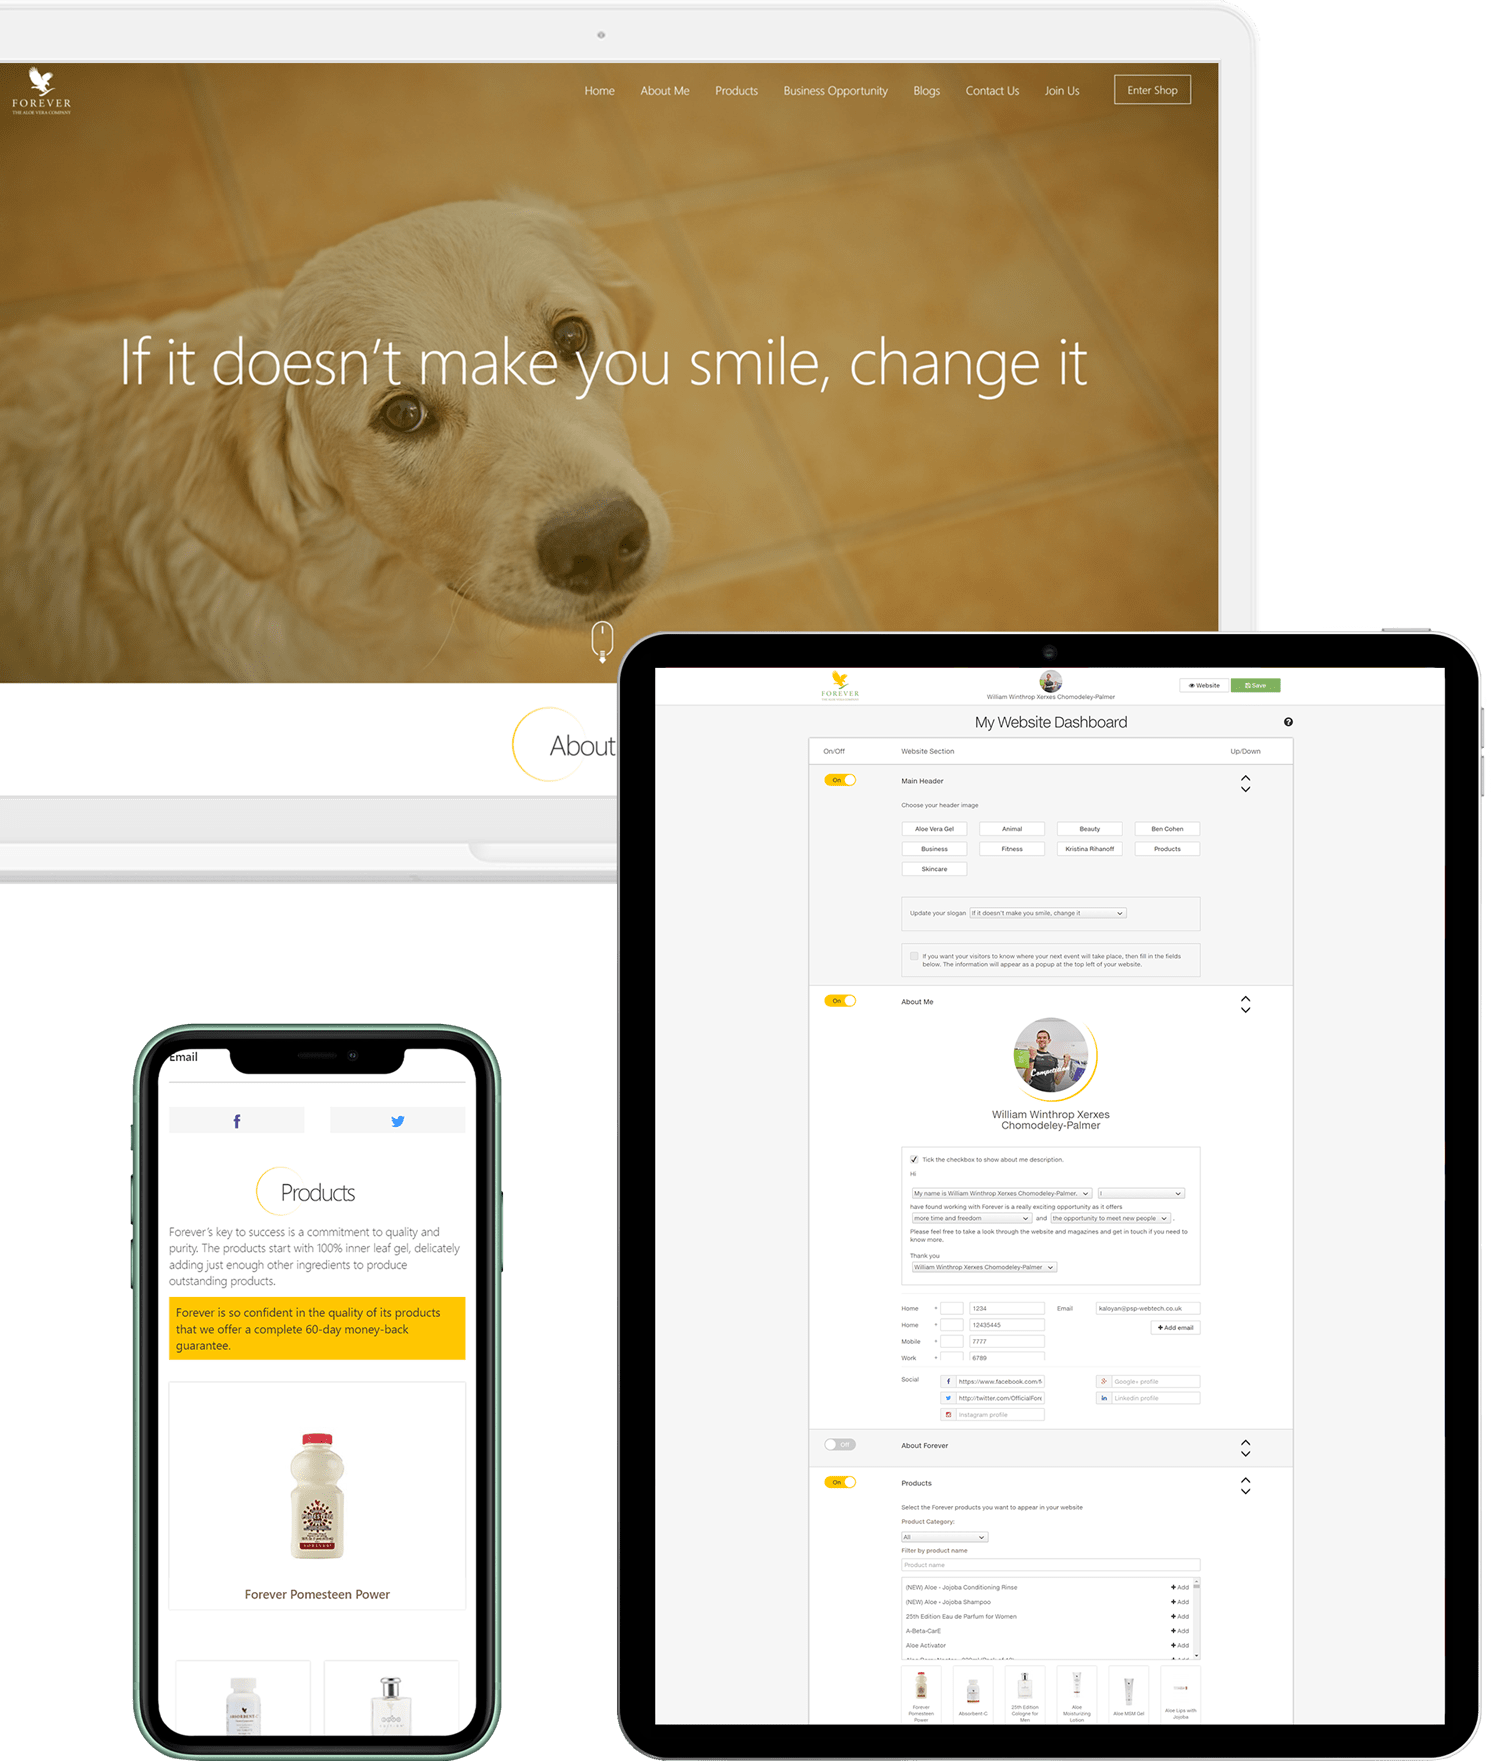 FOREVER
THE ALOE VERA COMPANY
Home About Me Products Business Opportunity Blogs Contact Us Join Us Enter Shop
If it doesn't make you smile, change it
About
FOREVER
William Winthrop Xerxes Chomodeley-Palmer
Website Save
My Website Dashboard
On/Off Website Section Up/Down
On Main Header
Choose your header image
Aloe Vera Gel Animal Beauty Ben Cohen
Business Fitness Kristina Rihanoff Products
Skincare
Update your slogan If it doesn't make you smile, change it
If you want your visitors to know where your next event will take place, then fill in the fields
below. The information will appear as a popup at the top left of your website.
On About Me
Competition
William Winthrop Xerxes
Chomodeley-Palmer
Tick the checkbox to show about me description.
Hi
My name is William Winthrop Xerxes Chomodeley-Palmer, I
have found working with Forever is a really exciting opportunity as it offers
more time and freedom and the opportunity to meet new people .
Please feel free to take a look through the website and magazines and get in touch if you need to
know more.
Thank you
William Winthrop Xerxes Chomodeley-Palmer
Home + 1234 Email kaloyan@psp-webtech.co.uk
Home + 12435445 + Add email
Mobile + 7777
Work + 6789
Social https://www.facebook.com/f Google+ profile
http://twitter.com/OfficialFore Linkedin profile
Instagram profile
Off About Forever
On Products
Select the Forever products you want to appear in your website
Product Category:
All
Filter by product name
Product name
(NEW) Aloe - Jojoba Conditioning Rinse + Add
(NEW) Aloe - Jojoba Shampoo + Add
25th Edition Eau de Parfum for Women + Add
A-Beta-CarE + Add
Aloe Activator + Add
Forever
Pomesteen
Power
Absorbent-C
25th Edition
Cologne for
Men
Aloe
Moisturizing
Lotion
Aloe MSM Gel
Aloe Lips with
Jojoba
Email
Products
Forever's key to success is a commitment to quality and
purity. The products start with 100% inner leaf gel, delicately
adding just enough other ingredients to produce
outstanding products.
Forever is so confident in the quality of its products
that we offer a complete 60-day money-back
guarantee.
FOREVER
Forever Pomesteen Power
ABSORBENT-C